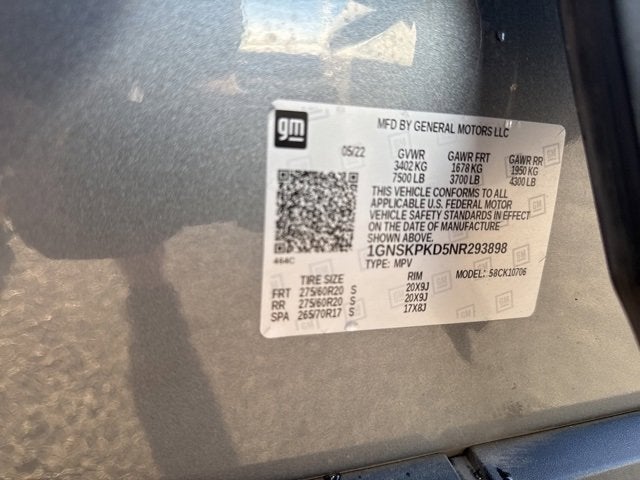 gm
MFD BY GENERAL MOTORS LLC
05/22 GVWR GAWR FRT GAWR RR
3402 KG 1678 KG 1950 KG
7500 LB 3700 LB 4300 LB
THIS VEHICLE CONFORMS TO ALL
APPLICABLE U.S. FEDERAL MOTOR
VEHICLE SAFETY STANDARDS IN EFFECT
ON THE DATE OF MANUFACTURE
SHOWN ABOVE.
464C
1GNSKPKD5NR293898
TYPE: MPV MODEL: 58CK10706
TIRE SIZE RIM
FRT 275/60R20 S 20X9J
RR 275/60R20 S 20X9J
SPA 265/70R17 S 17X8J